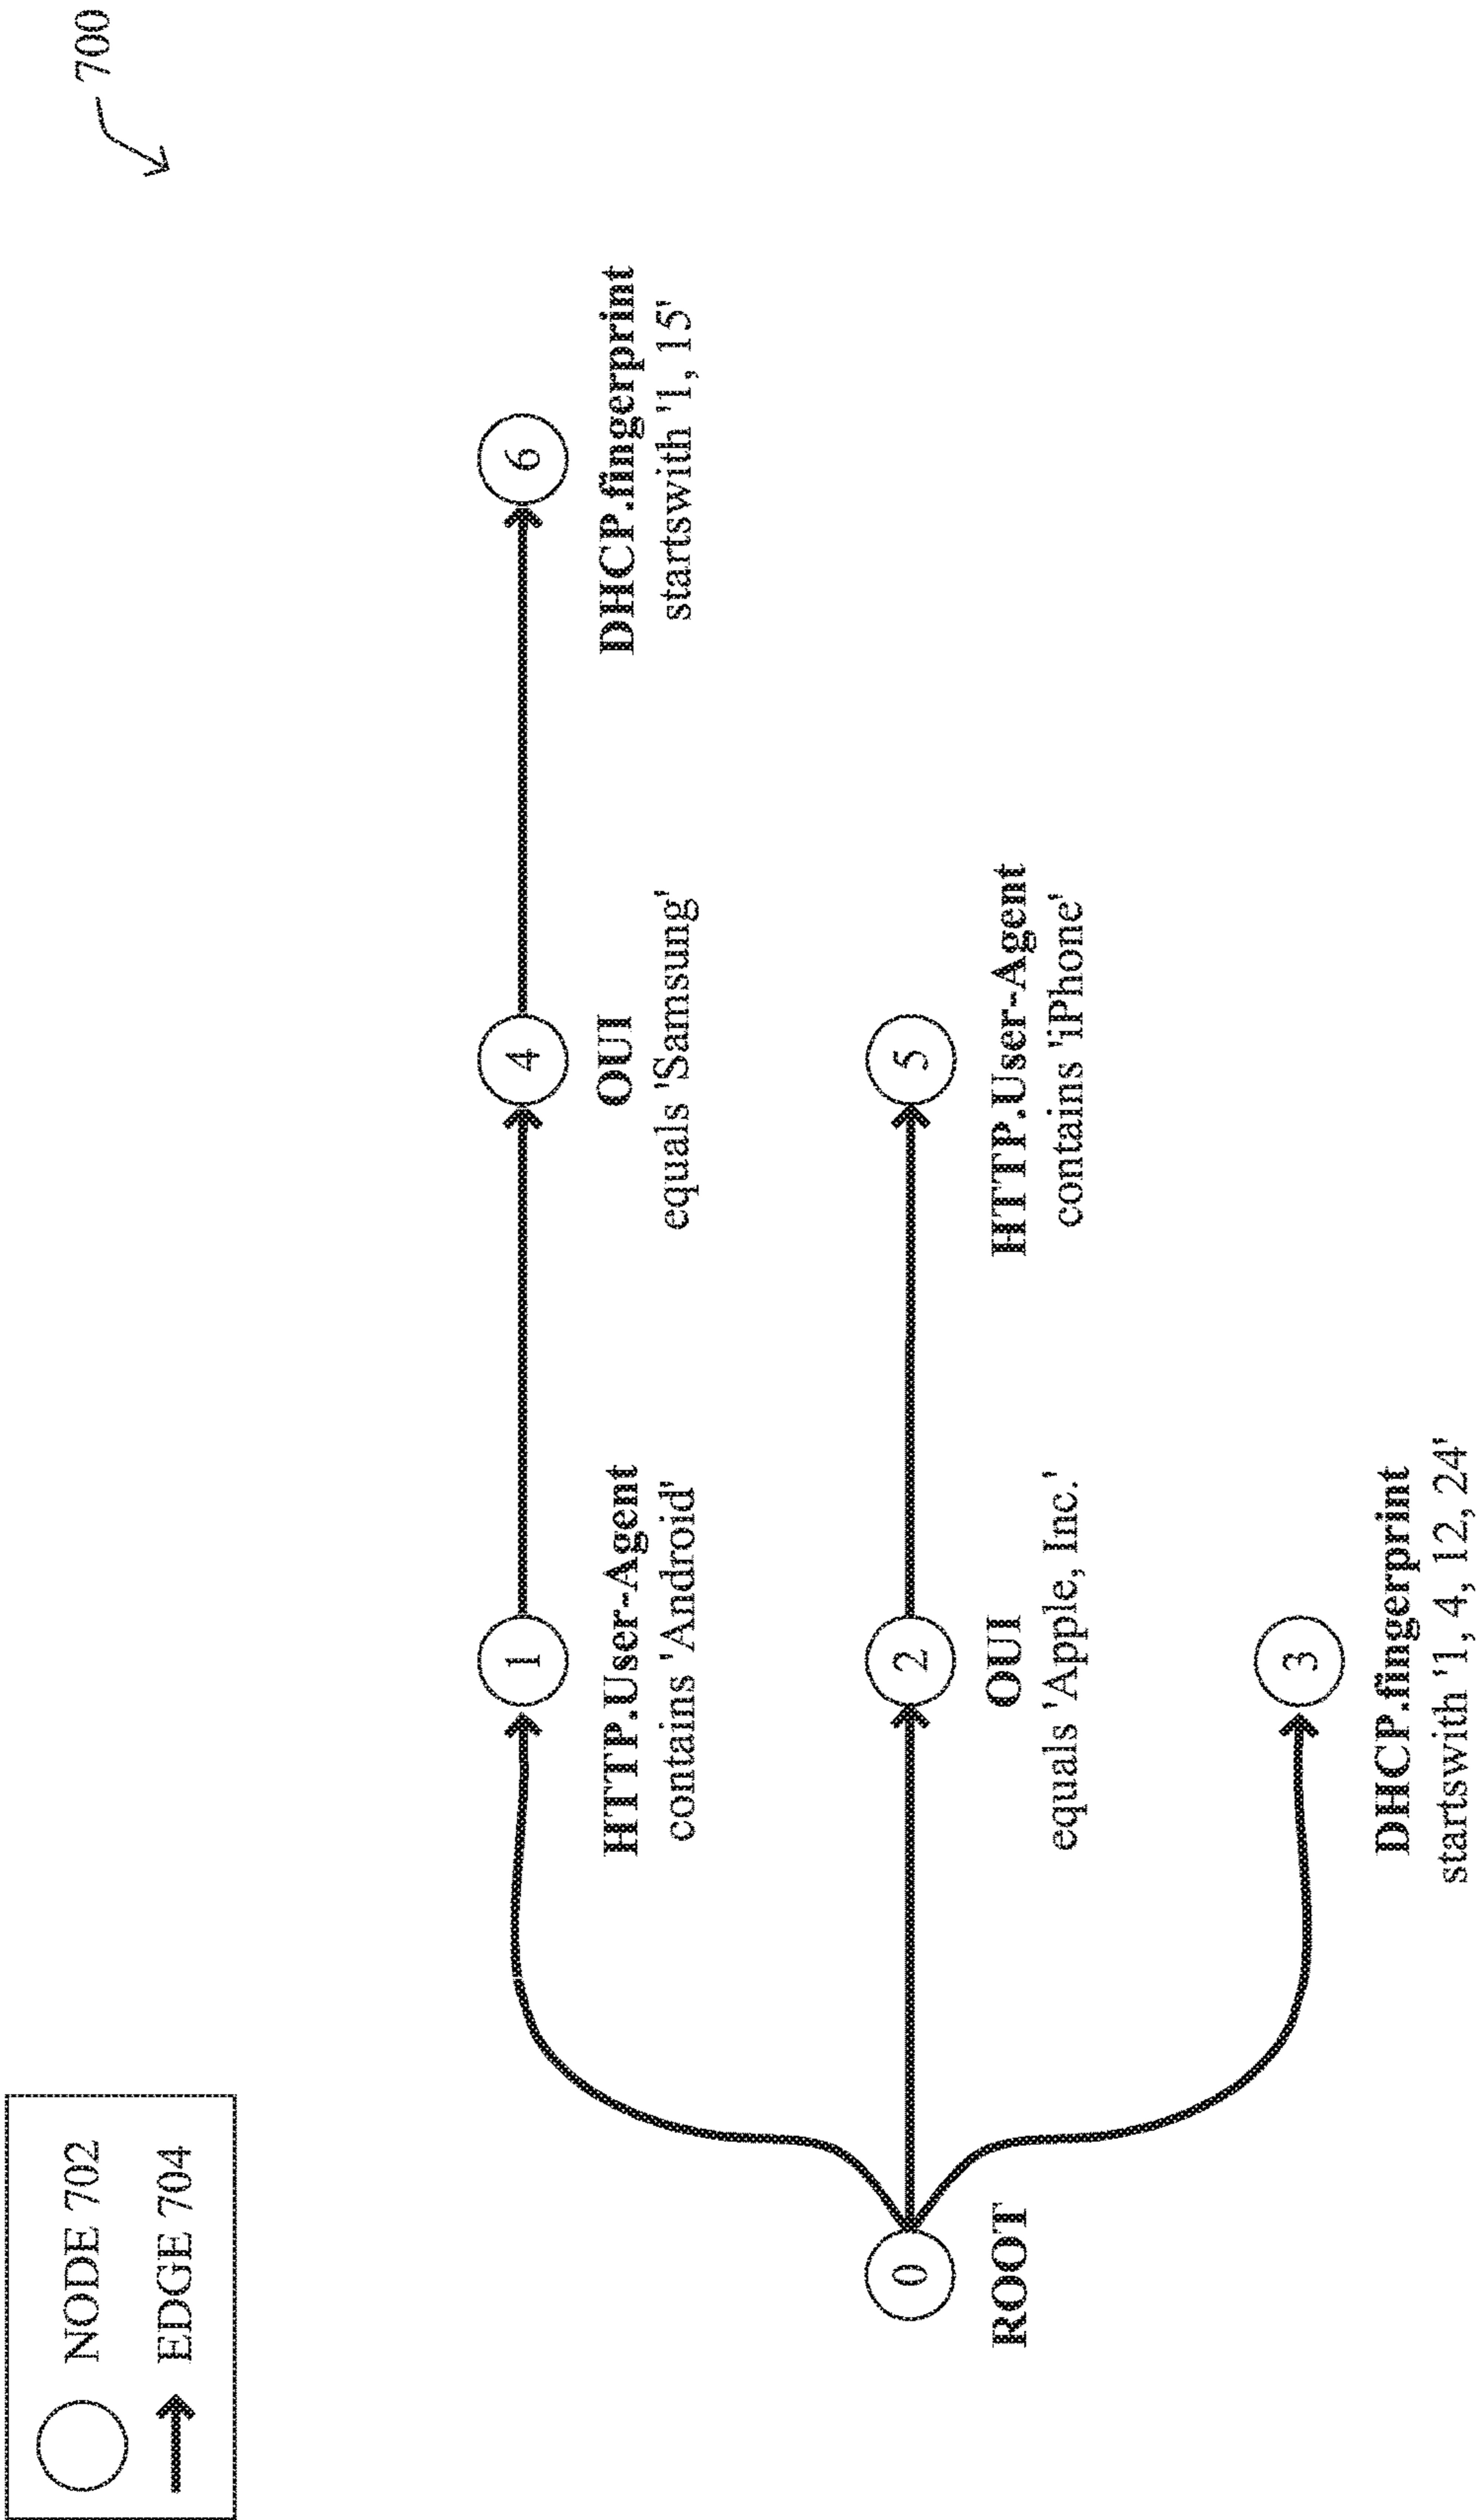 700
NODE 702
EDGE 704
0
ROOT
1
HTTP.User-Agent
contains 'Android'
4
OUI
equals 'Samsung'
6
DHCP.fingerprint
startswith '1, 15'
2
OUI
equals 'Apple, Inc.'
5
HTTP.User-Agent
contains 'iPhone'
3
DHCP.fingerprint
startswith '1, 4, 12, 24'